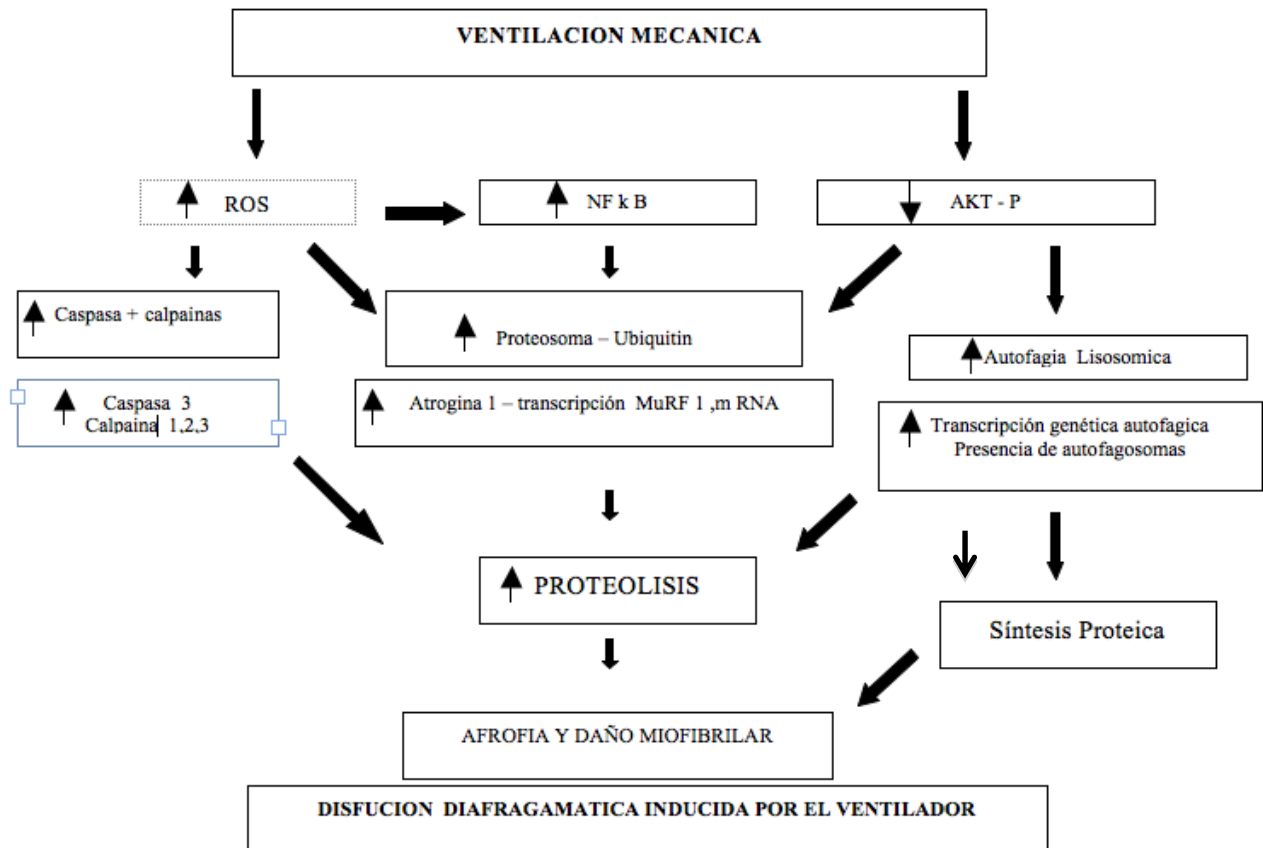 VENTILACION MECANICA
ROS
NF k B
AKT - P
Caspasa + calpainas
Proteosoma – Ubiquitin
Autofagia Lisosomica
Caspasa 3
Calpaina 1,2,3
Atrogina 1 – transcripción MuRF 1 ,m RNA
Transcripción genética autofagica
Presencia de autofagosomas
PROTEOLISIS
Síntesis Proteica
AFROFIA Y DAÑO MIOFIBRILAR
DISFUCION DIAFRAGAMATICA INDUCIDA POR EL VENTILADOR